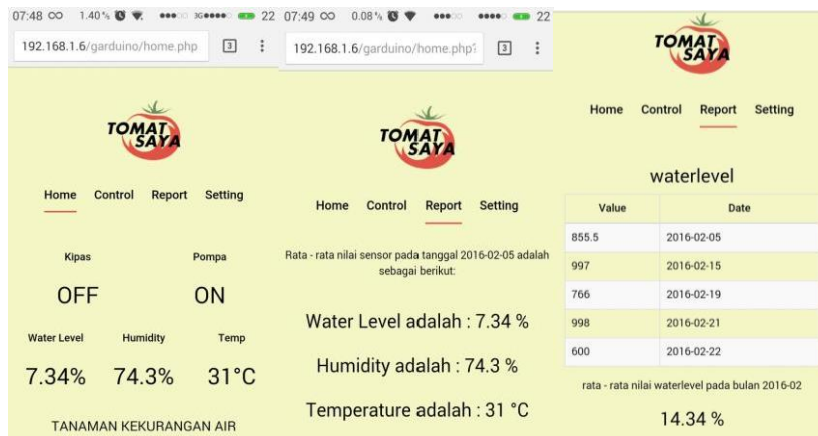 07:48 1.40% 3G 22
192.168.1.6/garduino/home.php 3
TOMAT
SAYA
Home Control Report Setting
Kipas Pompa
OFF ON
Water Level Humidity Temp
7.34% 74.3% 31°C
TANAMAN KEKURANGAN AIR
07:49 0.08% 22
192.168.1.6/garduino/home.php? 3
TOMAT
SAYA
Home Control Report Setting
Rata - rata nilai sensor pada tanggal 2016-02-05 adalah
sebagai berikut:
Water Level adalah : 7.34 %
Humidity adalah : 74.3 %
Temperature adalah : 31 °C
TOMAT
SAYA
Home Control Report Setting
waterlevel
Value Date
855.5 2016-02-05
997 2016-02-15
766 2016-02-19
998 2016-02-21
600 2016-02-22
rata - rata nilai waterlevel pada bulan 2016-02
14.34 %